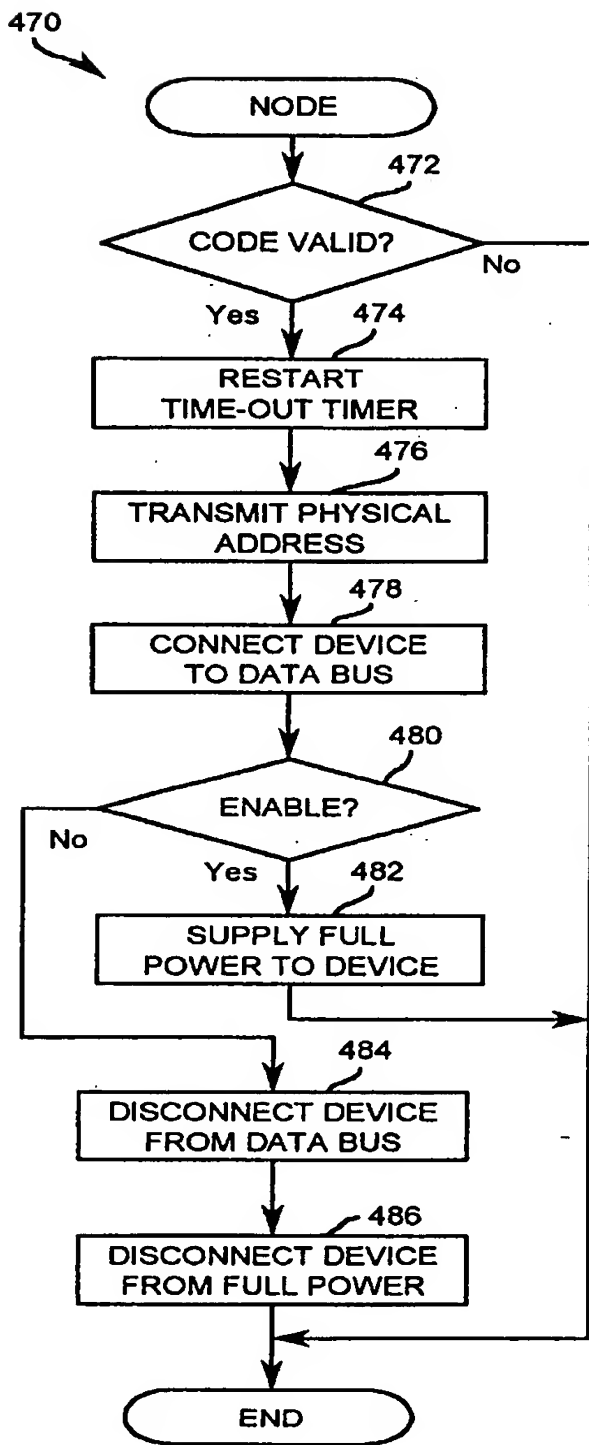 470
NODE
472
CODE VALID?
No
Yes
474
RESTART
TIME-OUT TIMER
476
TRANSMIT PHYSICAL
ADDRESS
478
CONNECT DEVICE
TO DATA BUS
480
ENABLE?
No
Yes
482
SUPPLY FULL
POWER TO DEVICE
484
DISCONNECT DEVICE
FROM DATA BUS
486
DISCONNECT DEVICE
FROM FULL POWER
END